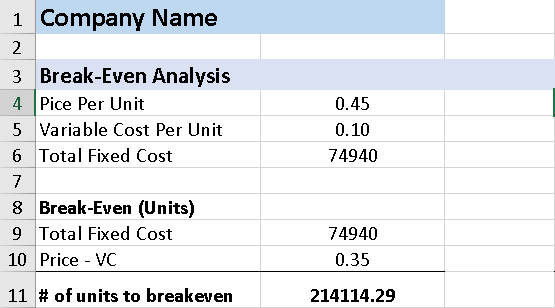 1 Company Name
2
3 Break-Even Analysis
4 Pice Per Unit 0.45
5 Variable Cost Per Unit 0.10
6 Total Fixed Cost 74940
7
8 Break-Even (Units)
9 Total Fixed Cost 74940
10 Price - VC 0.35
11 # of units to breakeven 214114.29